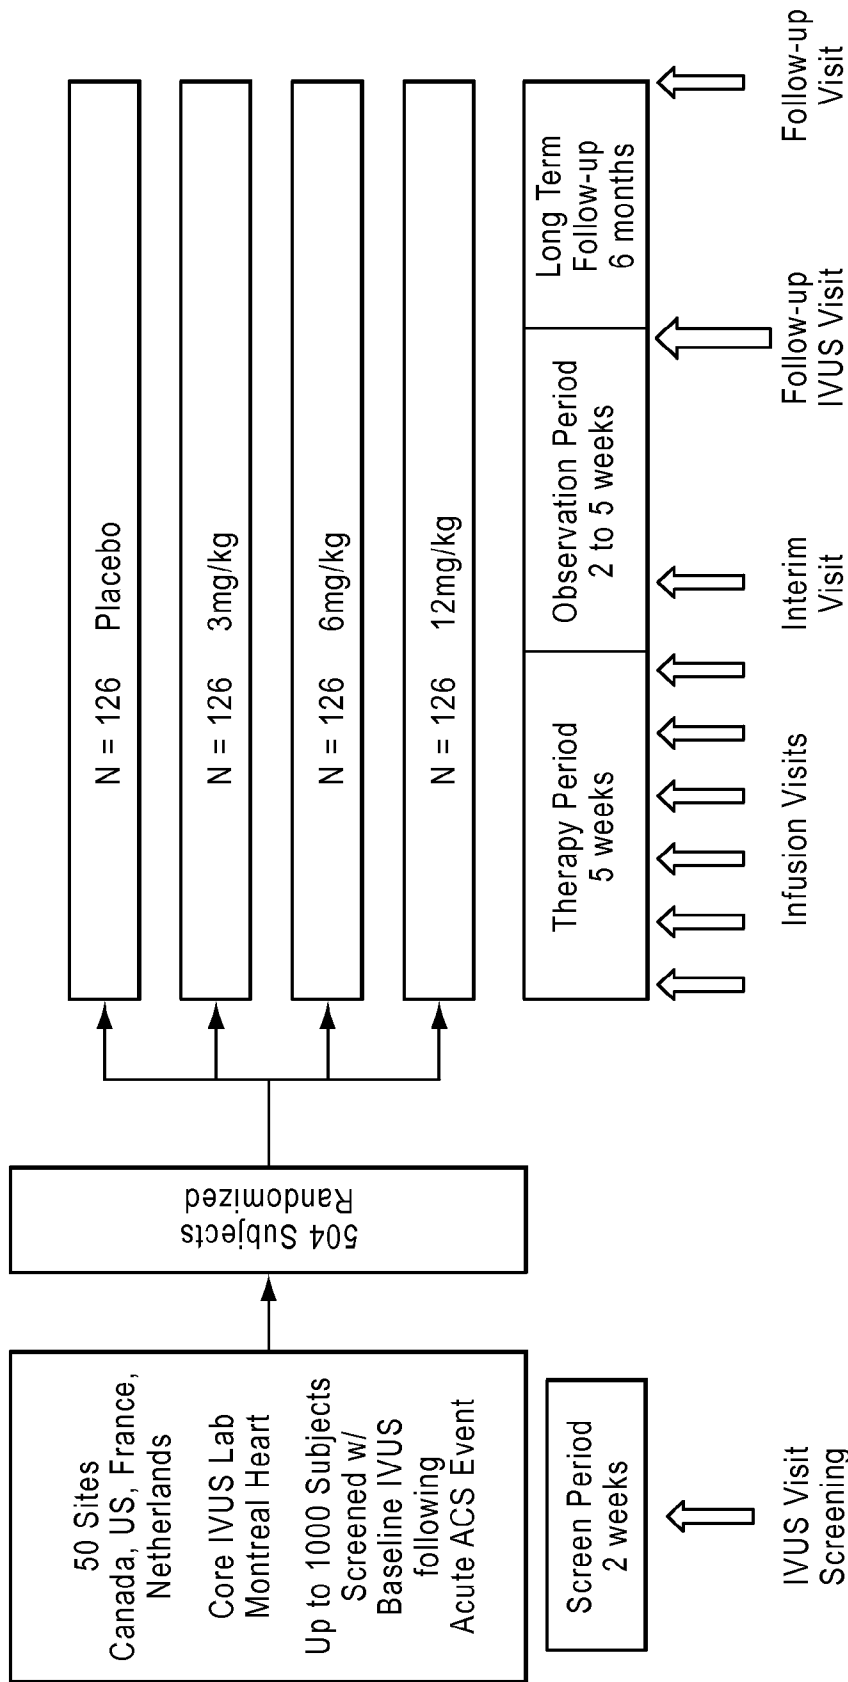 50 Sites
Canada, US, France,
Netherlands
Core IVUS Lab
Montreal Heart
Up to 1000 Subjects
Screened w/
Baseline IVUS
following
Acute ACS Event
504 Subjects
Randomized
N = 126 Placebo
N = 126 3mg/kg
N = 126 6mg/kg
N = 126 12mg/kg
Screen Period
2 weeks
Therapy Period
5 weeks
Observation Period
2 to 5 weeks
Long Term
Follow-up
6 months
IVUS Visit
Screening
Infusion Visits
Interim
Visit
Follow-up
IVUS Visit
Follow-up
Visit